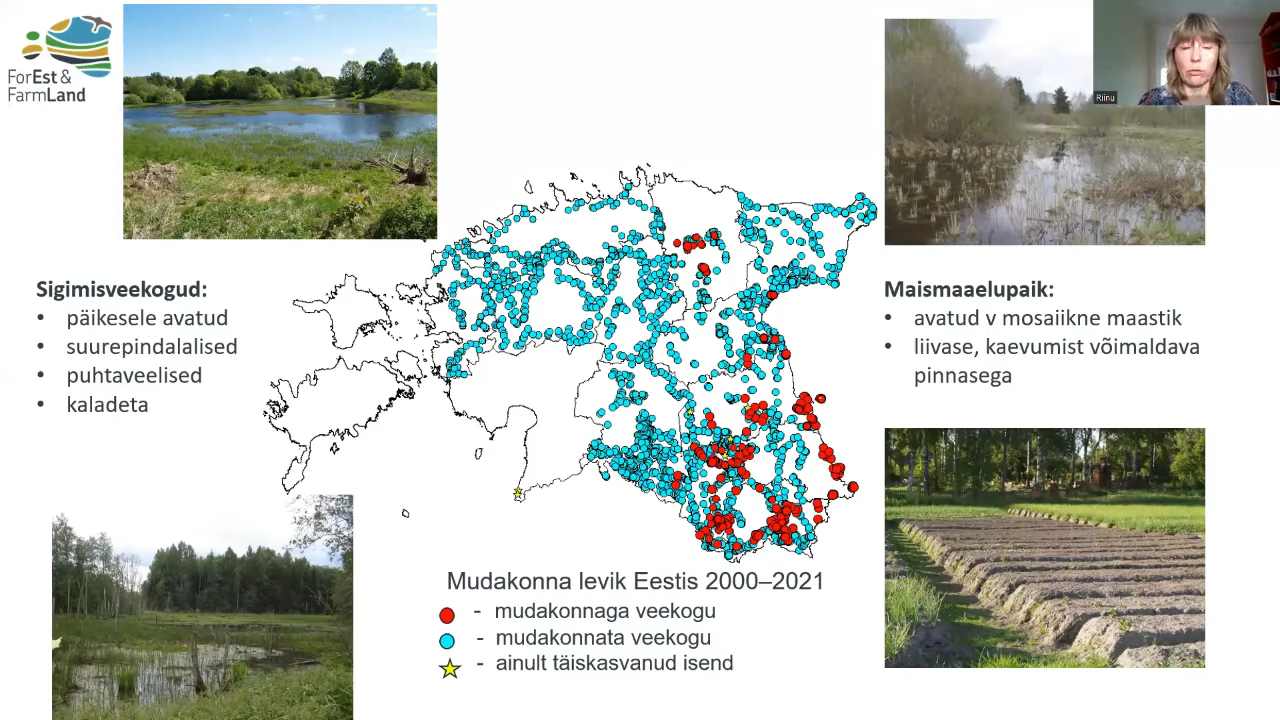 ForEst &
FarmLand
Riinu
Sigimisveekogud:
• päikesele avatud
• suurepindalalised
• puhtaveelised
• kaladeta
Maismaaelupaik:
• avatud v mosaiikne maastik
• liivase, kaevumist võimaldava
pinnasega
Mudakonna levik Eestis 2000–2021
- mudakonnaga veekogu
- mudakonnata veekogu
- ainult täiskasvanud isend